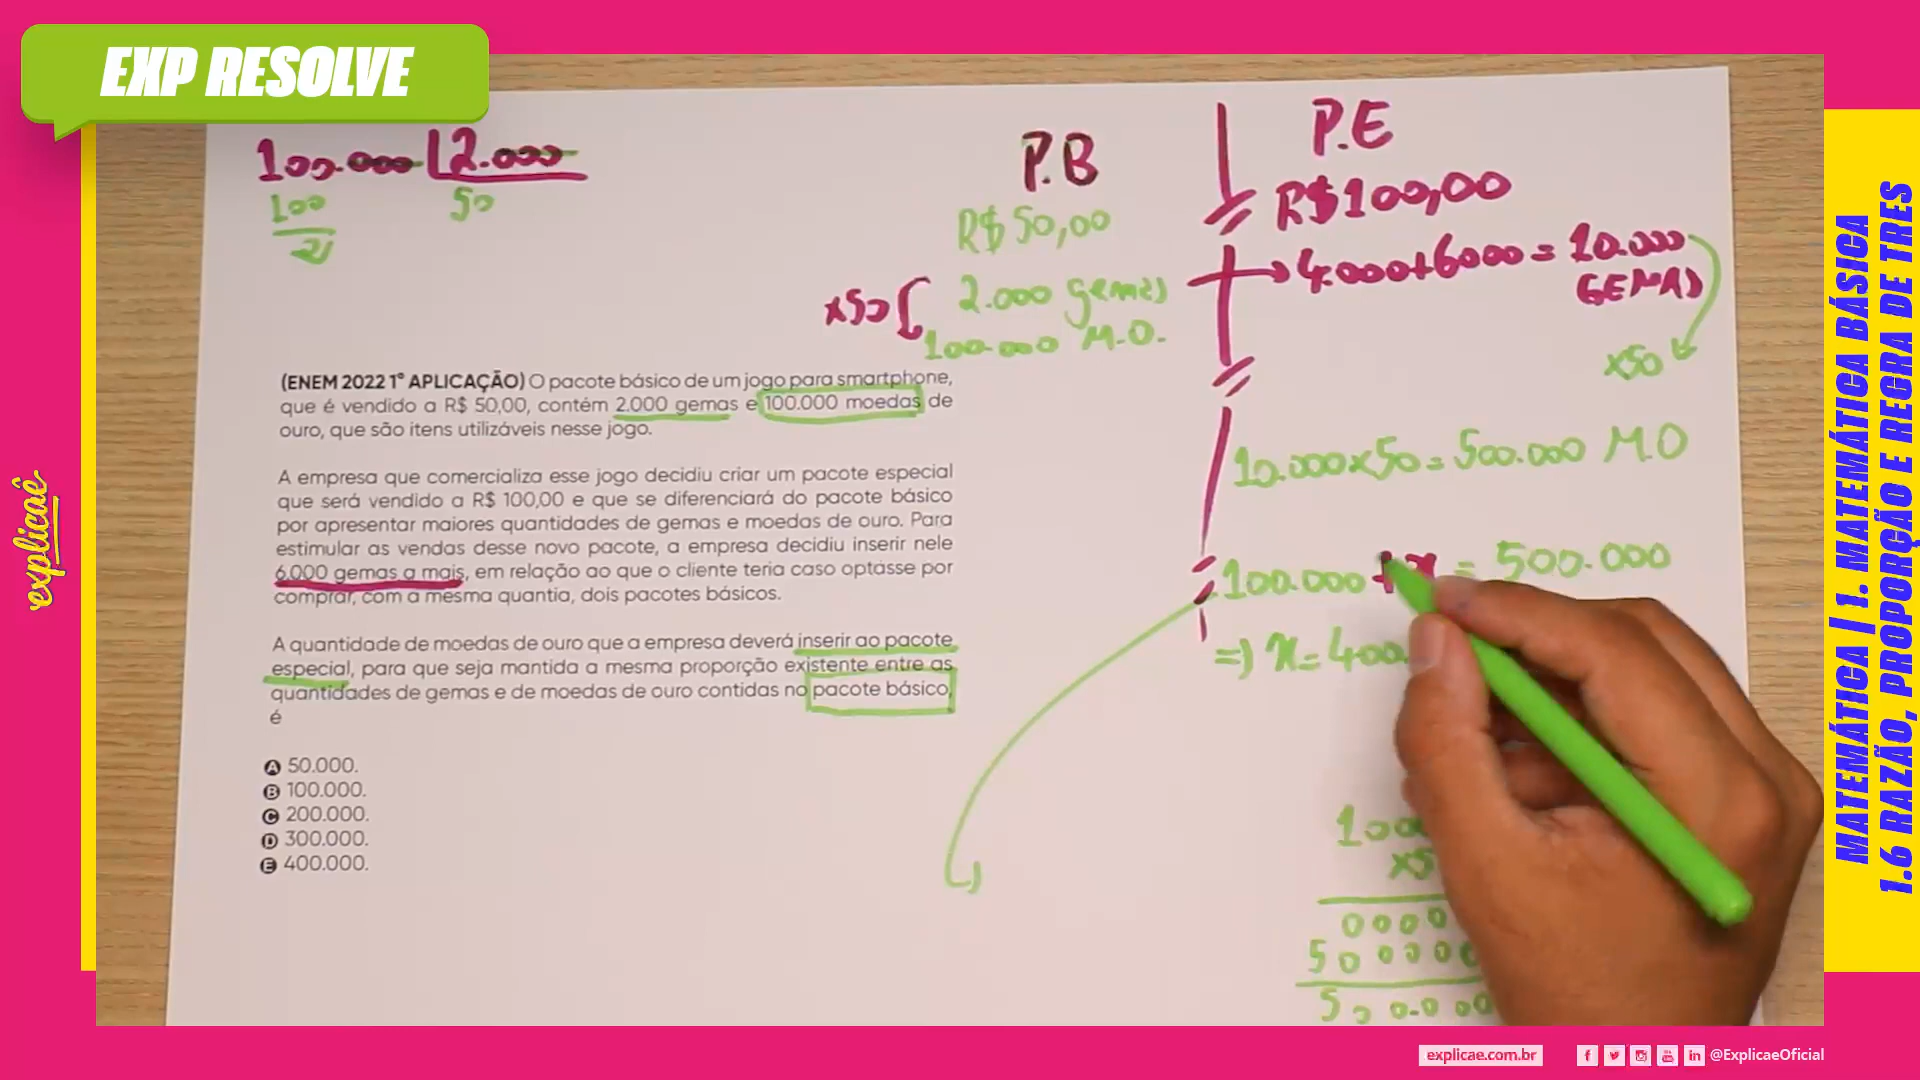 EXP RESOLVE
100.000 2.000
100 50
P.B
R$50,00
x50
2.000 gemas
100.000 M.O.
P.E
R$100,00
4.000+6000=10.000
GEMAS
x50
10.000x50=500.000 M.O
100.000+x=500.000
=) x=400.
(ENEM 2022 1ª APLICAÇÃO) O pacote básico de um jogo para smartphone,
que é vendido a R$ 50,00, contém 2.000 gemas e 100.000 moedas de
ouro, que são itens utilizáveis nesse jogo.
A empresa que comercializa esse jogo decidiu criar um pacote especial
que será vendido a R$ 100,00 e que se diferenciará do pacote básico
por apresentar maiores quantidades de gemas e moedas de ouro. Para
estimular as vendas desse novo pacote, a empresa decidiu inserir nele
6.000 gemas a mais, em relação ao que o cliente teria caso optasse por
comprar, com a mesma quantia, dois pacotes básicos.
A quantidade de moedas de ouro que a empresa deverá inserir ao pacote
especial, para que seja mantida a mesma proporção existente entre as
quantidades de gemas e de moedas de ouro contidas no pacote básico,
é
A 50.000.
B 100.000.
C 200.000.
D 300.000.
E 400.000.
100
x5
0000
50000
50.00
explicaê
MATEMÁTICA | 1. MATEMÁTICA BÁSICA
1.6 RAZÃO, PROPORÇÃO E REGRA DE TRES
explicae.com.br
@ExplicaeOficial